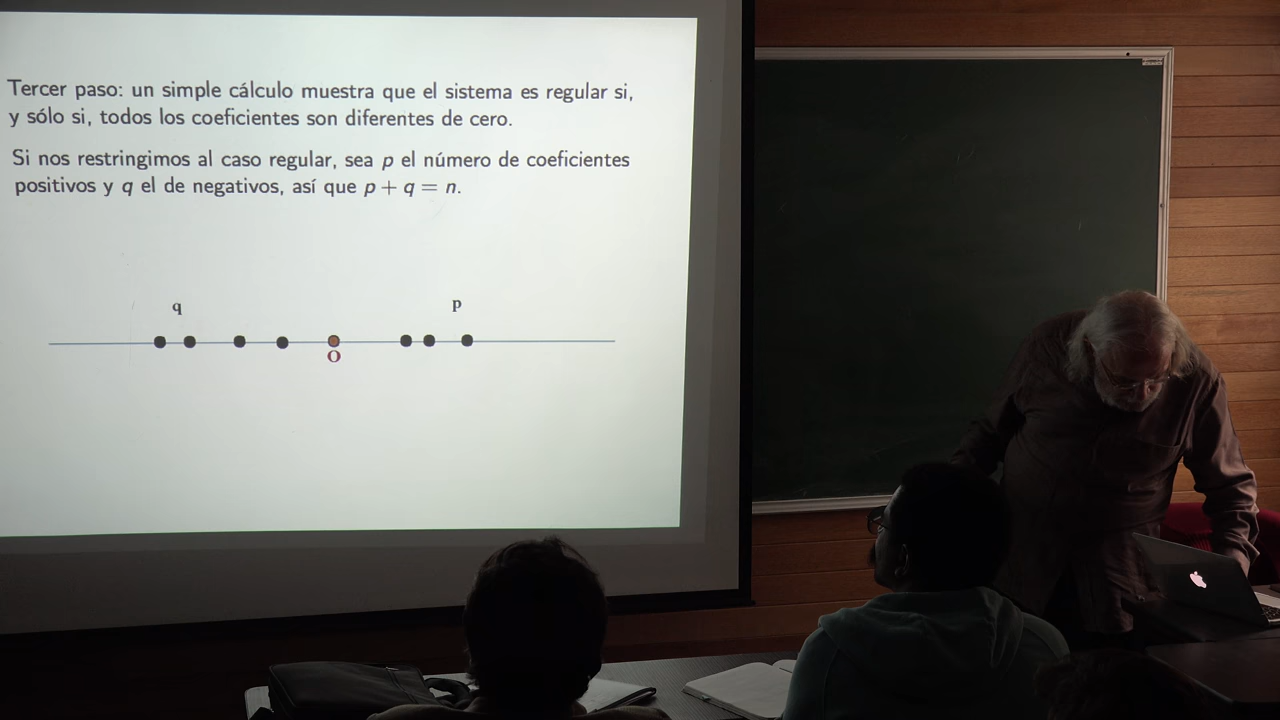 Tercer paso: un simple cálculo muestra que el sistema es regular si,
y sólo si, todos los coeficientes son diferentes de cero.
Si nos restringimos al caso regular, sea p el número de coeficientes
positivos y q el de negativos, así que p + q = n.
q p
O